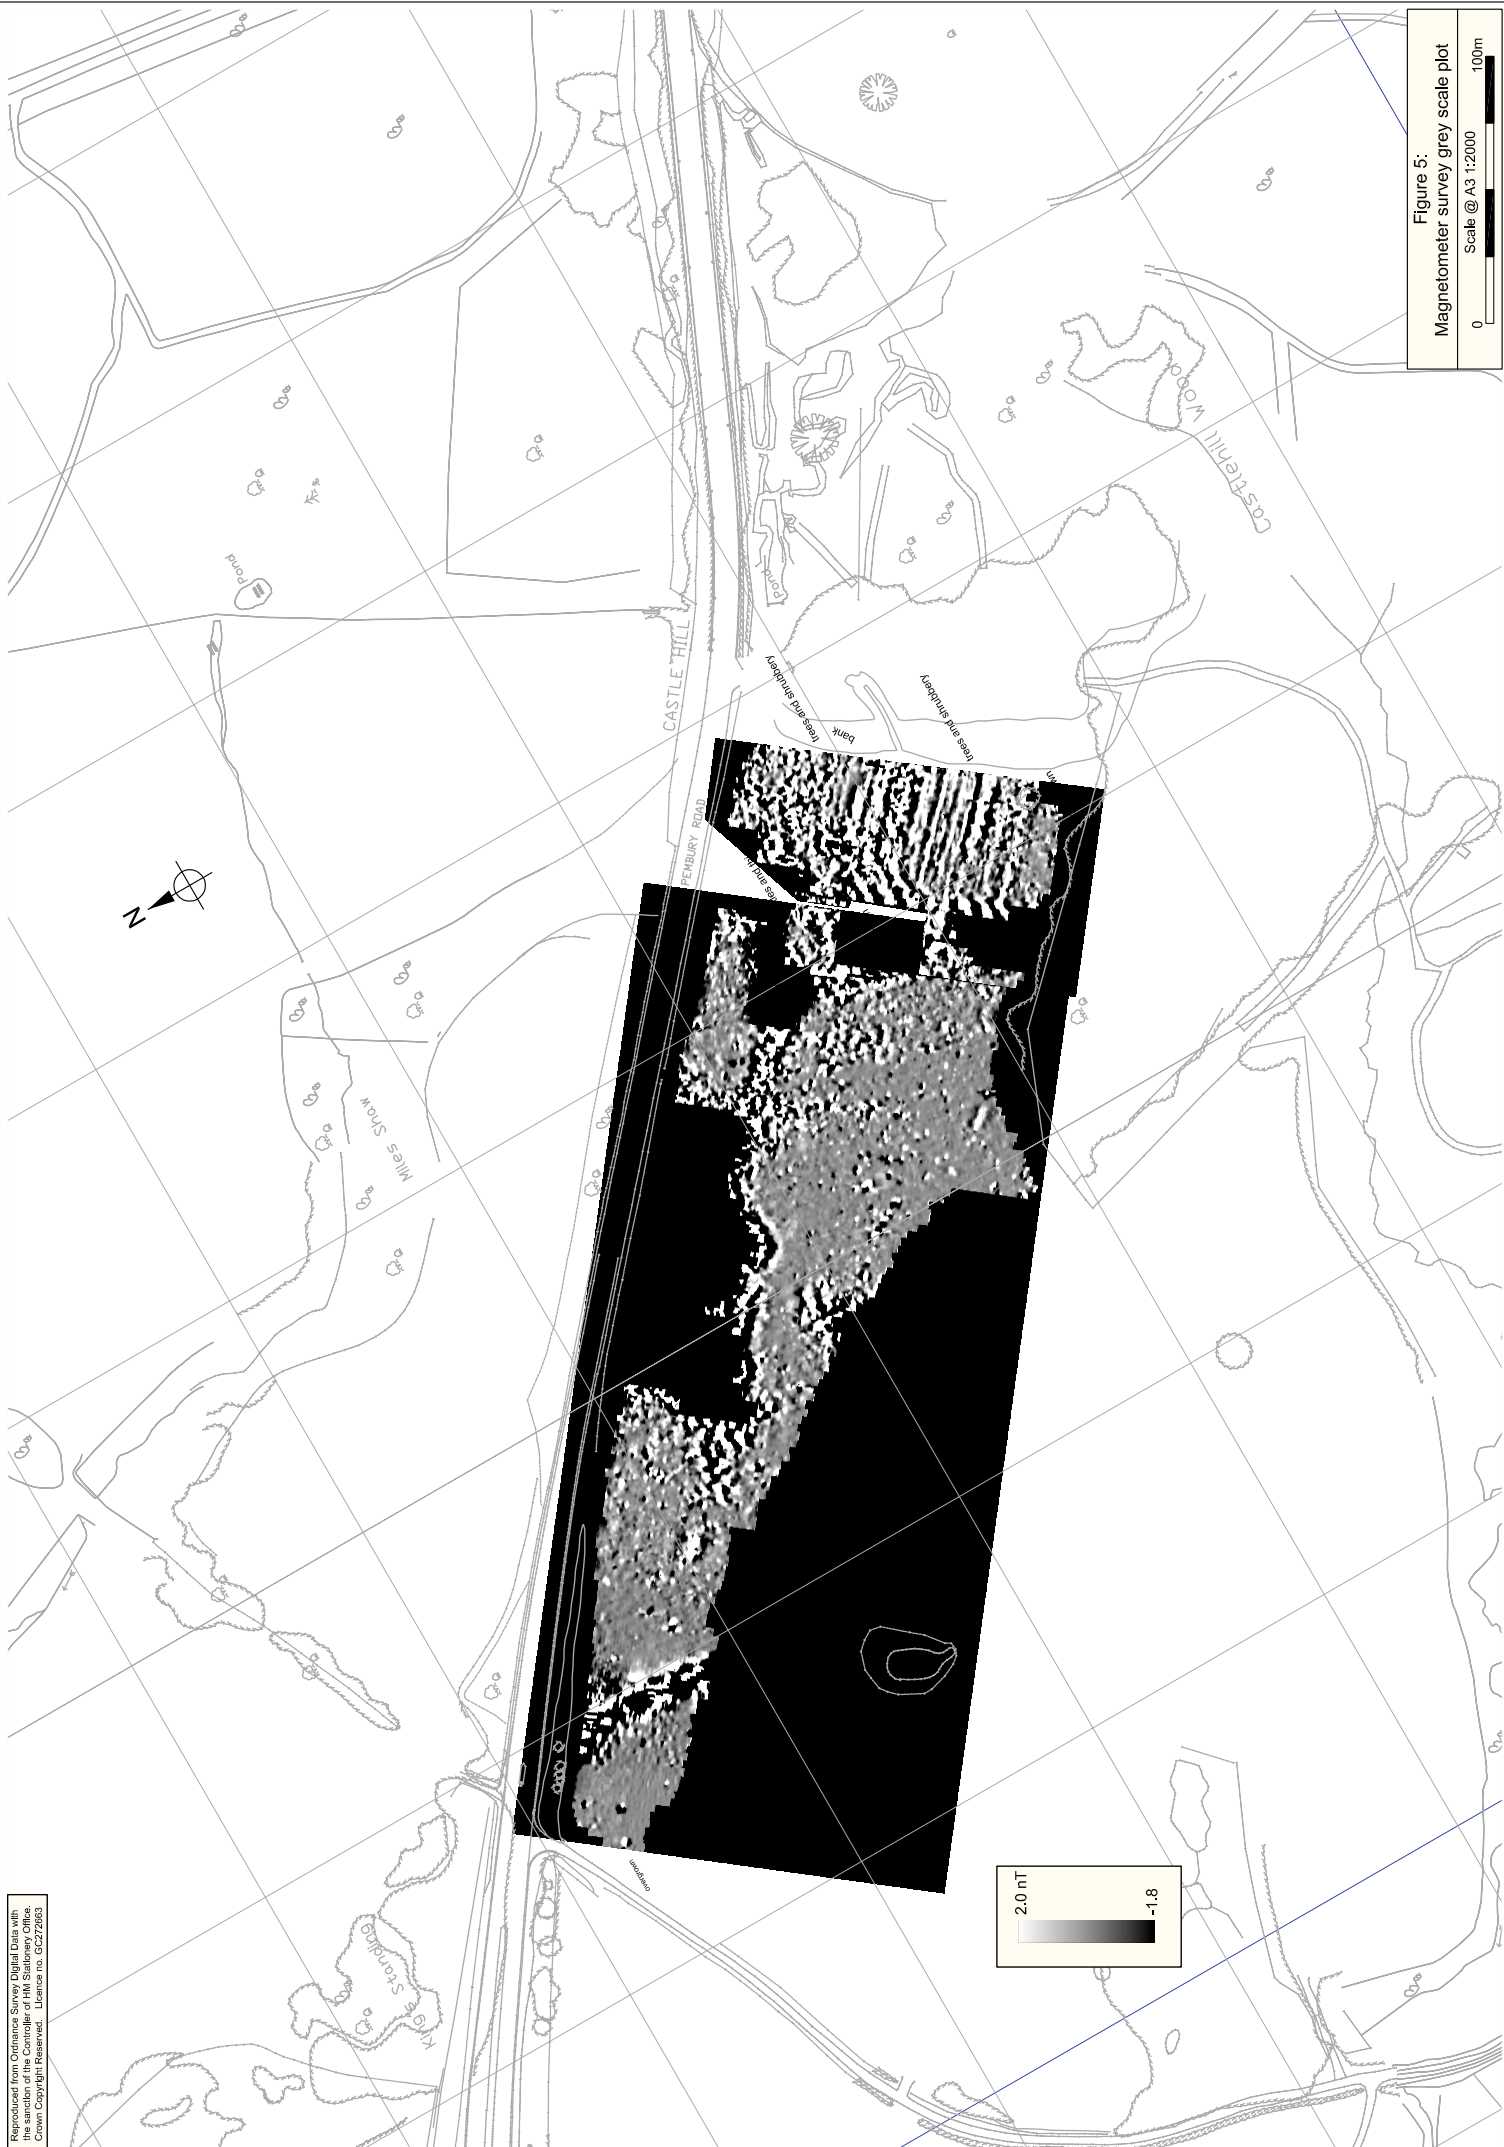 Reproduced from Ordnance Survey Digital Data with
the sanction of the Controller of HM Stationery Office.
Crown Copyright Reserved. Licence no. GC272663
King's Standing
overgrown
Miles Shaw
N
Pond
CASTLE HILL
PEMBURY ROAD
Pond
trees and shrubbery
bank
trees and shrubbery
Castlehill Wood
2.0 nT
-1.8
Figure 5:
Magnetometer survey grey scale plot
Scale @ A3 1:2000
0
100m